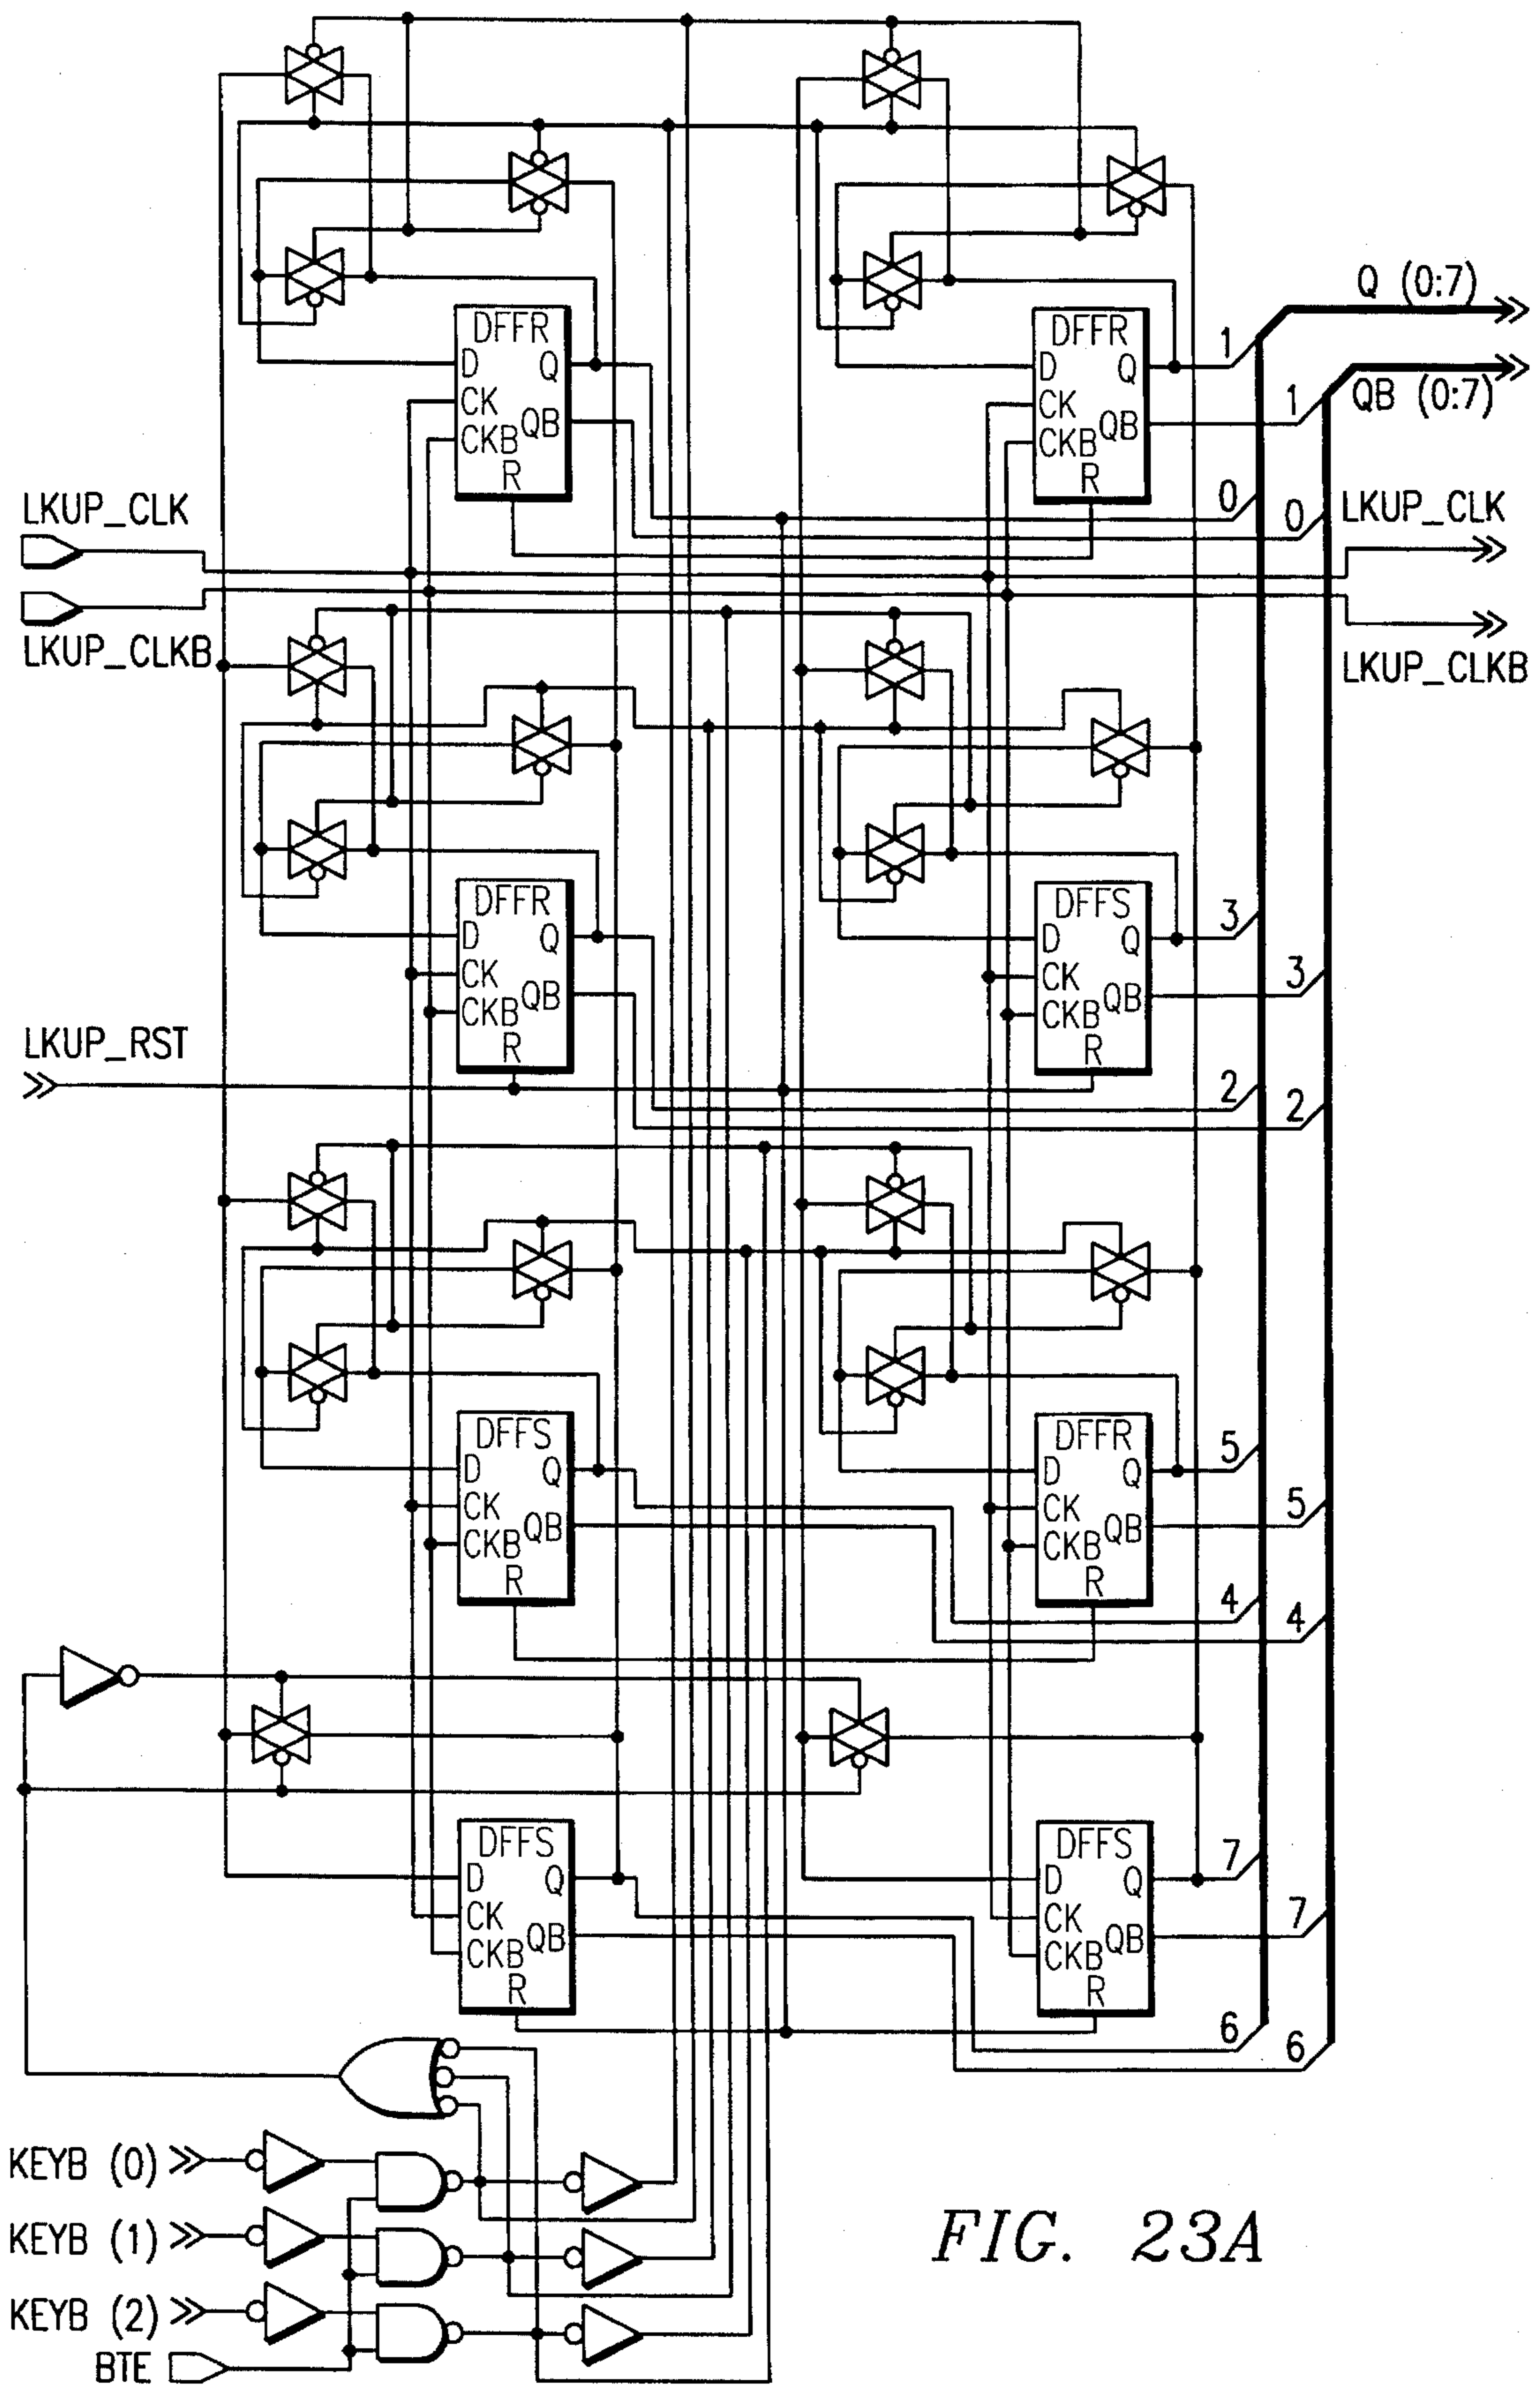 Q (0:7)
DFFR
D Q
CK QB
CKB
R
DFFR
D Q
CK QB
CKB
R
1
1
QB (0:7)
LKUP_CLK
0
0
LKUP_CLK
LKUP_CLKB
LKUP_CLKB
DFFR
D Q
CK QB
CKB
R
DFFS
D Q
CK QB
CKB
R
3
3
LKUP_RST
2
2
DFFS
D Q
CK QB
CKB
R
DFFR
D Q
CK QB
CKB
R
5
5
4
4
DFFS
D Q
CK QB
CKB
R
DFFS
D Q
CK QB
CKB
R
7
7
6
6
KEYB (0)
KEYB (1)
KEYB (2)
BTE
FIG. 23A